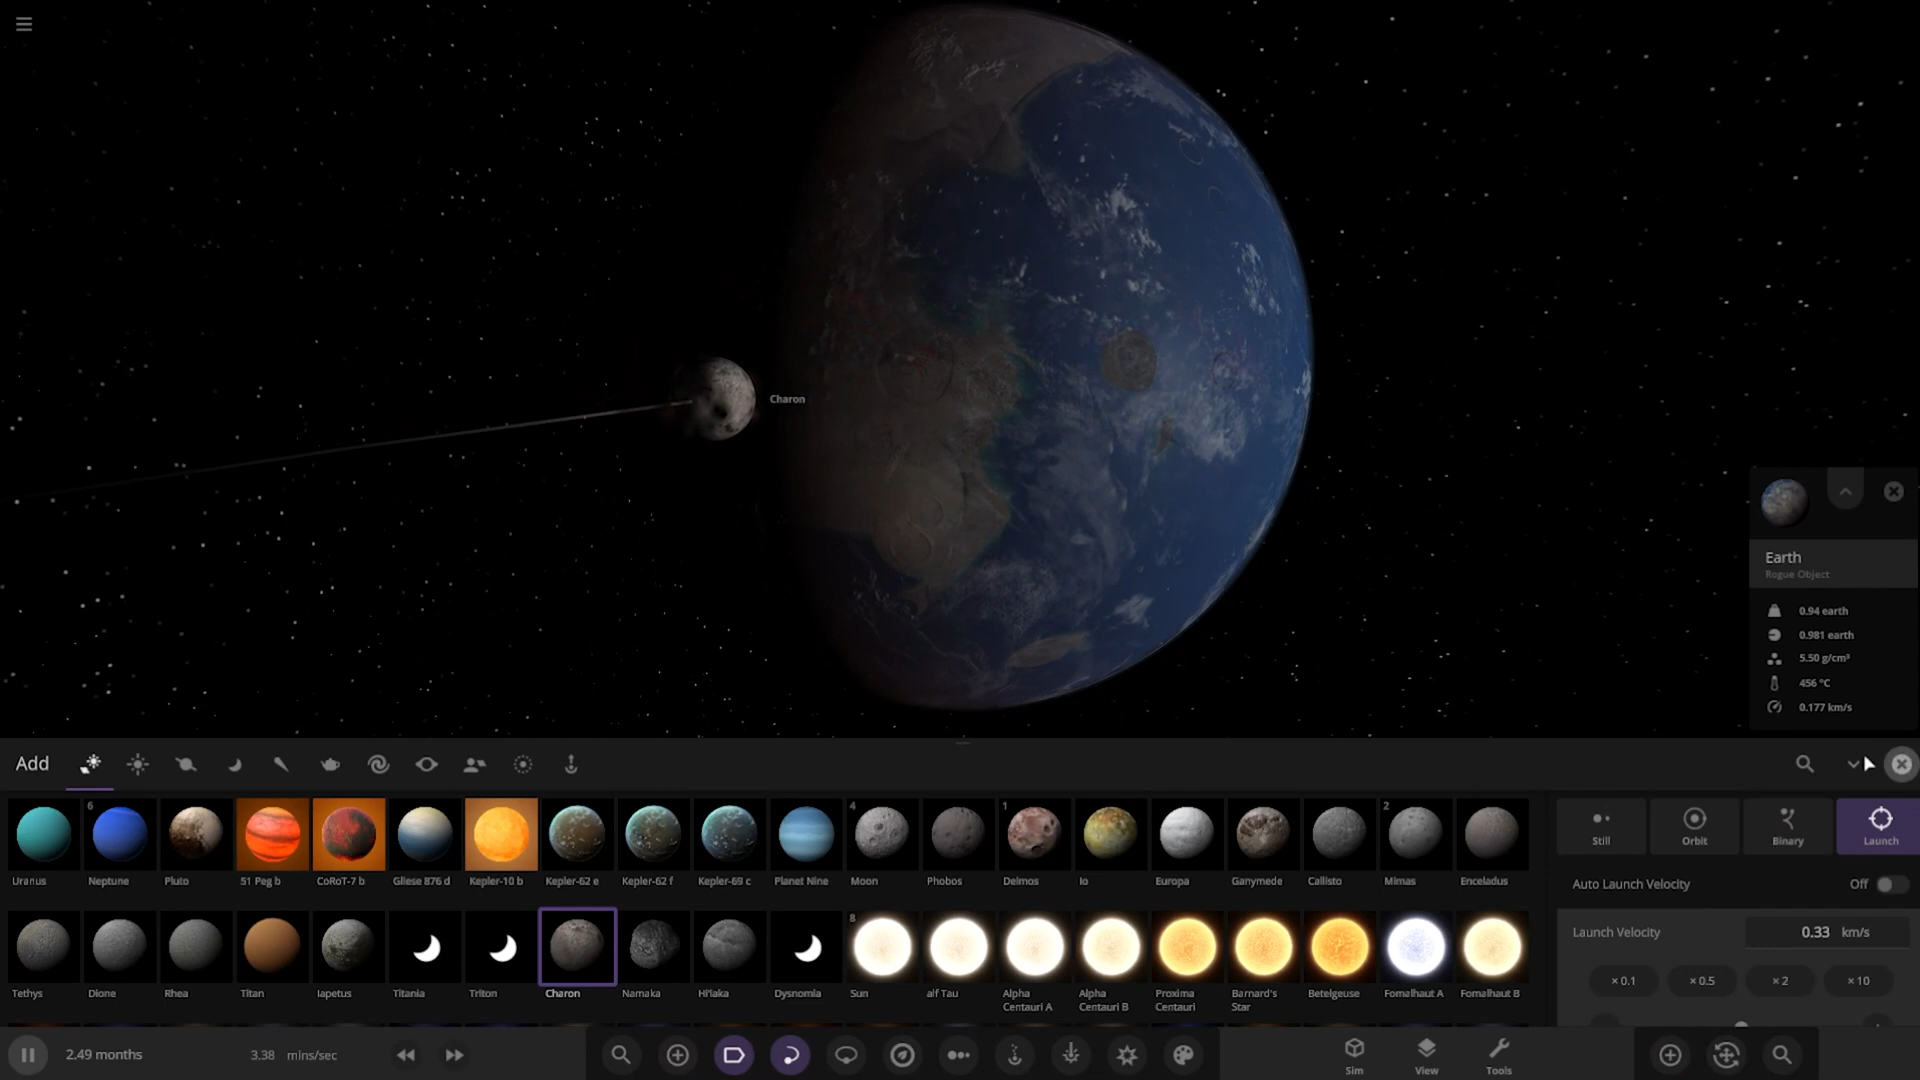 Charon
Earth
Rogue Object
0.94 earth
0.981 earth
5.50 g/cm³
456 °C
0.177 km/s
Add
Uranus
6
Neptune
Pluto
51 Peg b
CoRoT-7 b
Gliese 876 d
Kepler-10 b
Kepler-62 e
Kepler-62 f
Kepler-69 c
Planet Nine
4
Moon
Phobos
1
Deimos
Io
Europa
Ganymede
Callisto
2
Mimas
Enceladus
Tethys
Dione
Rhea
Titan
Iapetus
Titania
Triton
Charon
Namaka
Hi'iaka
Dysnomia
8
Sun
alf Tau
Alpha
Centauri A
Alpha
Centauri B
Proxima
Centauri
Barnard's
Star
Betelgeuse
Fomalhaut A
Fomalhaut B
Still
Orbit
Binary
Launch
Auto Launch Velocity Off
Launch Velocity 0.33 km/s
× 0.1 × 0.5 × 2 × 10
2.49 months 3.38 mins/sec
Sim View Tools